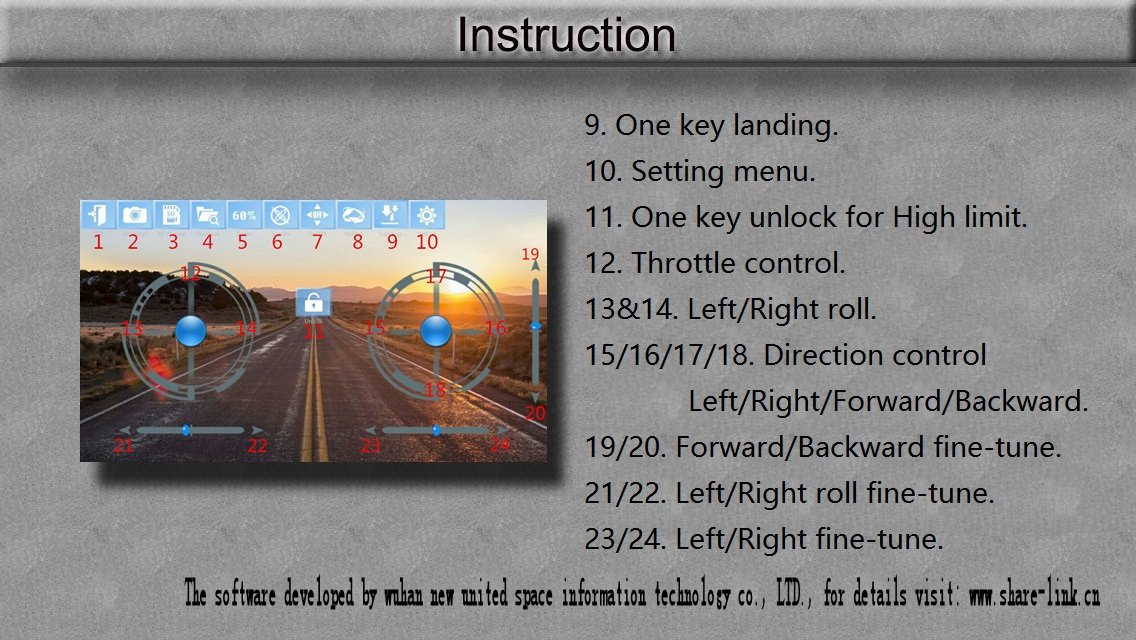 Instruction
9. One key landing.
10. Setting menu.
11. One key unlock for High limit.
12. Throttle control.
13&14. Left/Right roll.
15/16/17/18. Direction control
Left/Right/Forward/Backward.
19/20. Forward/Backward fine-tune.
21/22. Left/Right roll fine-tune.
23/24. Left/Right fine-tune.
SD 60% OFF
1 2 3 4 5 6 7 8 9 10
19
12 17
13 14 11 15 16
18
20
21 22 23 24
The software developed by wuhan new united space information technology co., LTD., for details visit: www.share-link.cn